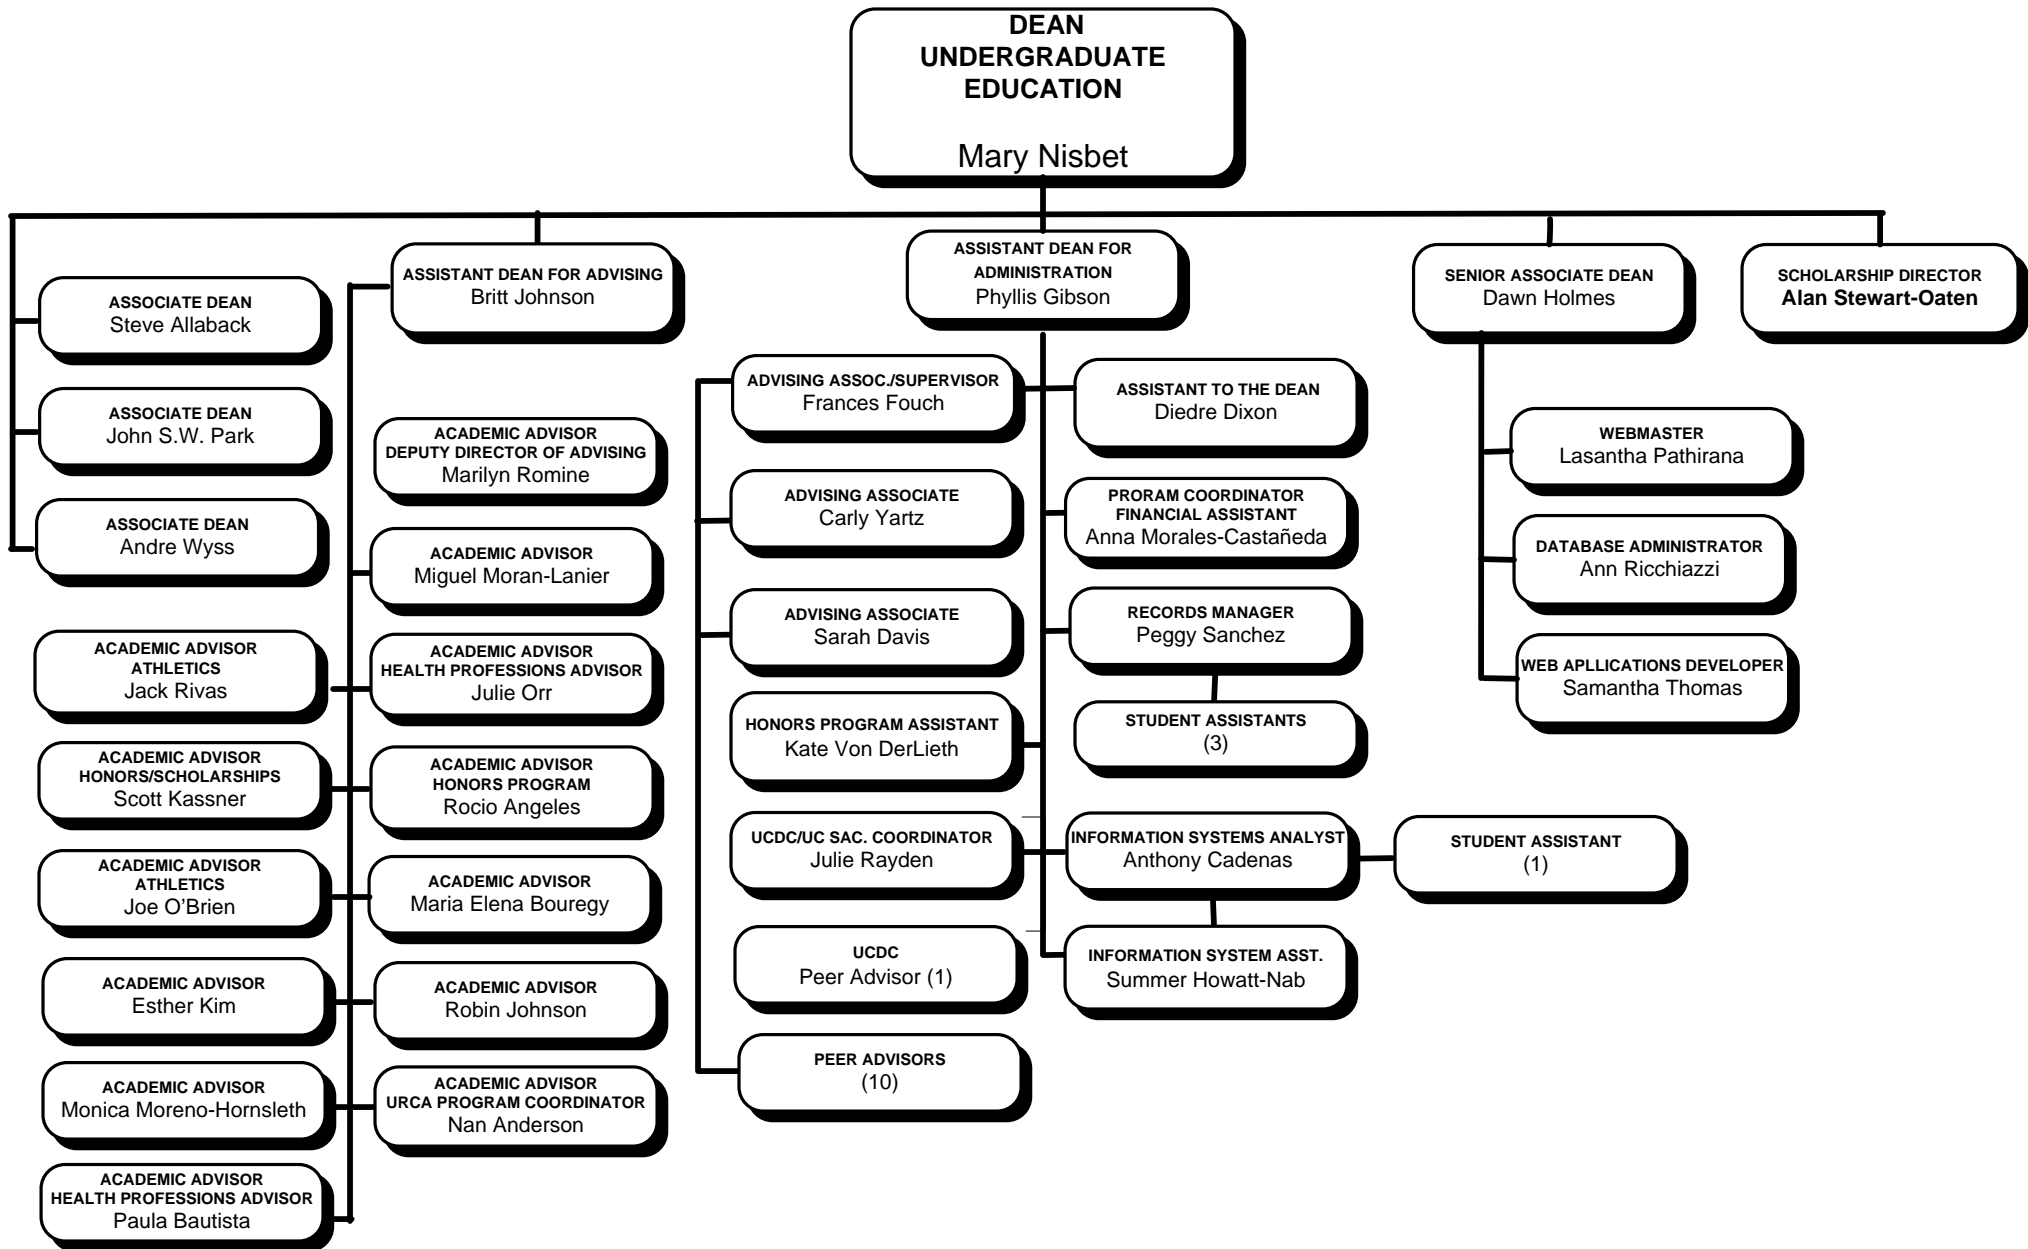 DEAN
UNDERGRADUATE
EDUCATION
Mary Nisbet
ASSOCIATE DEAN
Steve Allaback
ASSOCIATE DEAN
John S.W. Park
ASSOCIATE DEAN
Andre Wyss
ASSISTANT DEAN FOR ADVISING
Britt Johnson
ACADEMIC ADVISOR
DEPUTY DIRECTOR OF ADVISING
Marilyn Romine
ACADEMIC ADVISOR
Miguel Moran-Lanier
ACADEMIC ADVISOR
ATHLETICS
Jack Rivas
ACADEMIC ADVISOR
HEALTH PROFESSIONS ADVISOR
Julie Orr
ACADEMIC ADVISOR
HONORS/SCHOLARSHIPS
Scott Kassner
ACADEMIC ADVISOR
HONORS PROGRAM
Rocio Angeles
ACADEMIC ADVISOR
ATHLETICS
Joe O'Brien
ACADEMIC ADVISOR
Maria Elena Bouregy
ACADEMIC ADVISOR
Esther Kim
ACADEMIC ADVISOR
Robin Johnson
ACADEMIC ADVISOR
Monica Moreno-Hornsleth
ACADEMIC ADVISOR
URCA PROGRAM COORDINATOR
Nan Anderson
ACADEMIC ADVISOR
HEALTH PROFESSIONS ADVISOR
Paula Bautista
ASSISTANT DEAN FOR
ADMINISTRATION
Phyllis Gibson
ADVISING ASSOC./SUPERVISOR
Frances Fouch
ASSISTANT TO THE DEAN
Diedre Dixon
ADVISING ASSOCIATE
Carly Yartz
PRORAM COORDINATOR
FINANCIAL ASSISTANT
Anna Morales-Castañeda
ADVISING ASSOCIATE
Sarah Davis
RECORDS MANAGER
Peggy Sanchez
HONORS PROGRAM ASSISTANT
Kate Von DerLieth
STUDENT ASSISTANTS
(3)
UCDC/UC SAC. COORDINATOR
Julie Rayden
INFORMATION SYSTEMS ANALYST
Anthony Cadenas
STUDENT ASSISTANT
(1)
UCDC
Peer Advisor (1)
INFORMATION SYSTEM ASST.
Summer Howatt-Nab
PEER ADVISORS
(10)
SENIOR ASSOCIATE DEAN
Dawn Holmes
WEBMASTER
Lasantha Pathirana
DATABASE ADMINISTRATOR
Ann Ricchiazzi
WEB APLLICATIONS DEVELOPER
Samantha Thomas
SCHOLARSHIP DIRECTOR
Alan Stewart-Oaten